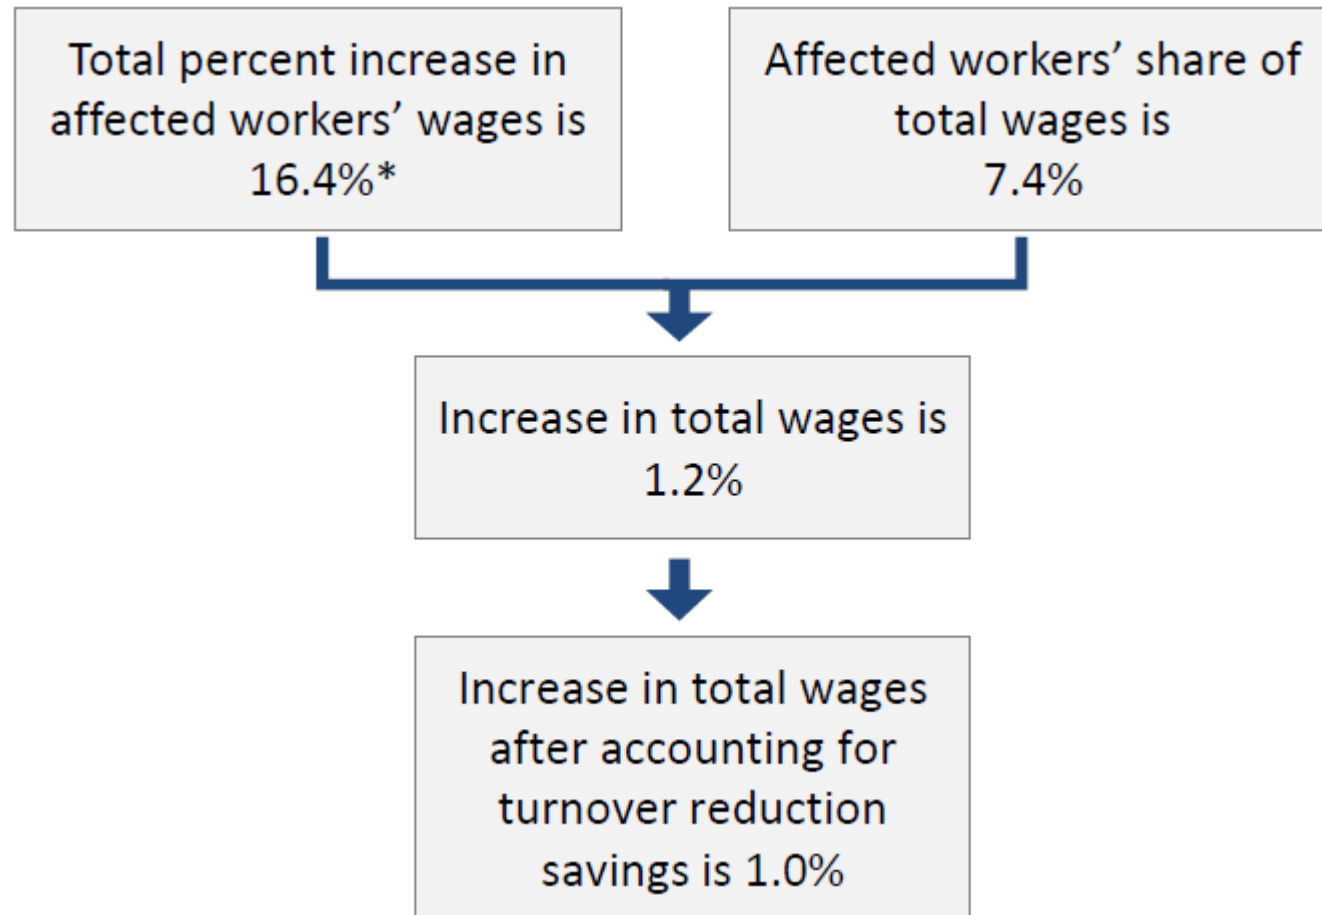 Total percent increase in
affected workers’ wages is
16.4%*
Affected workers’ share of
total wages is
7.4%
Increase in total wages is
1.2%
Increase in total wages
after accounting for
turnover reduction
savings is 1.0%